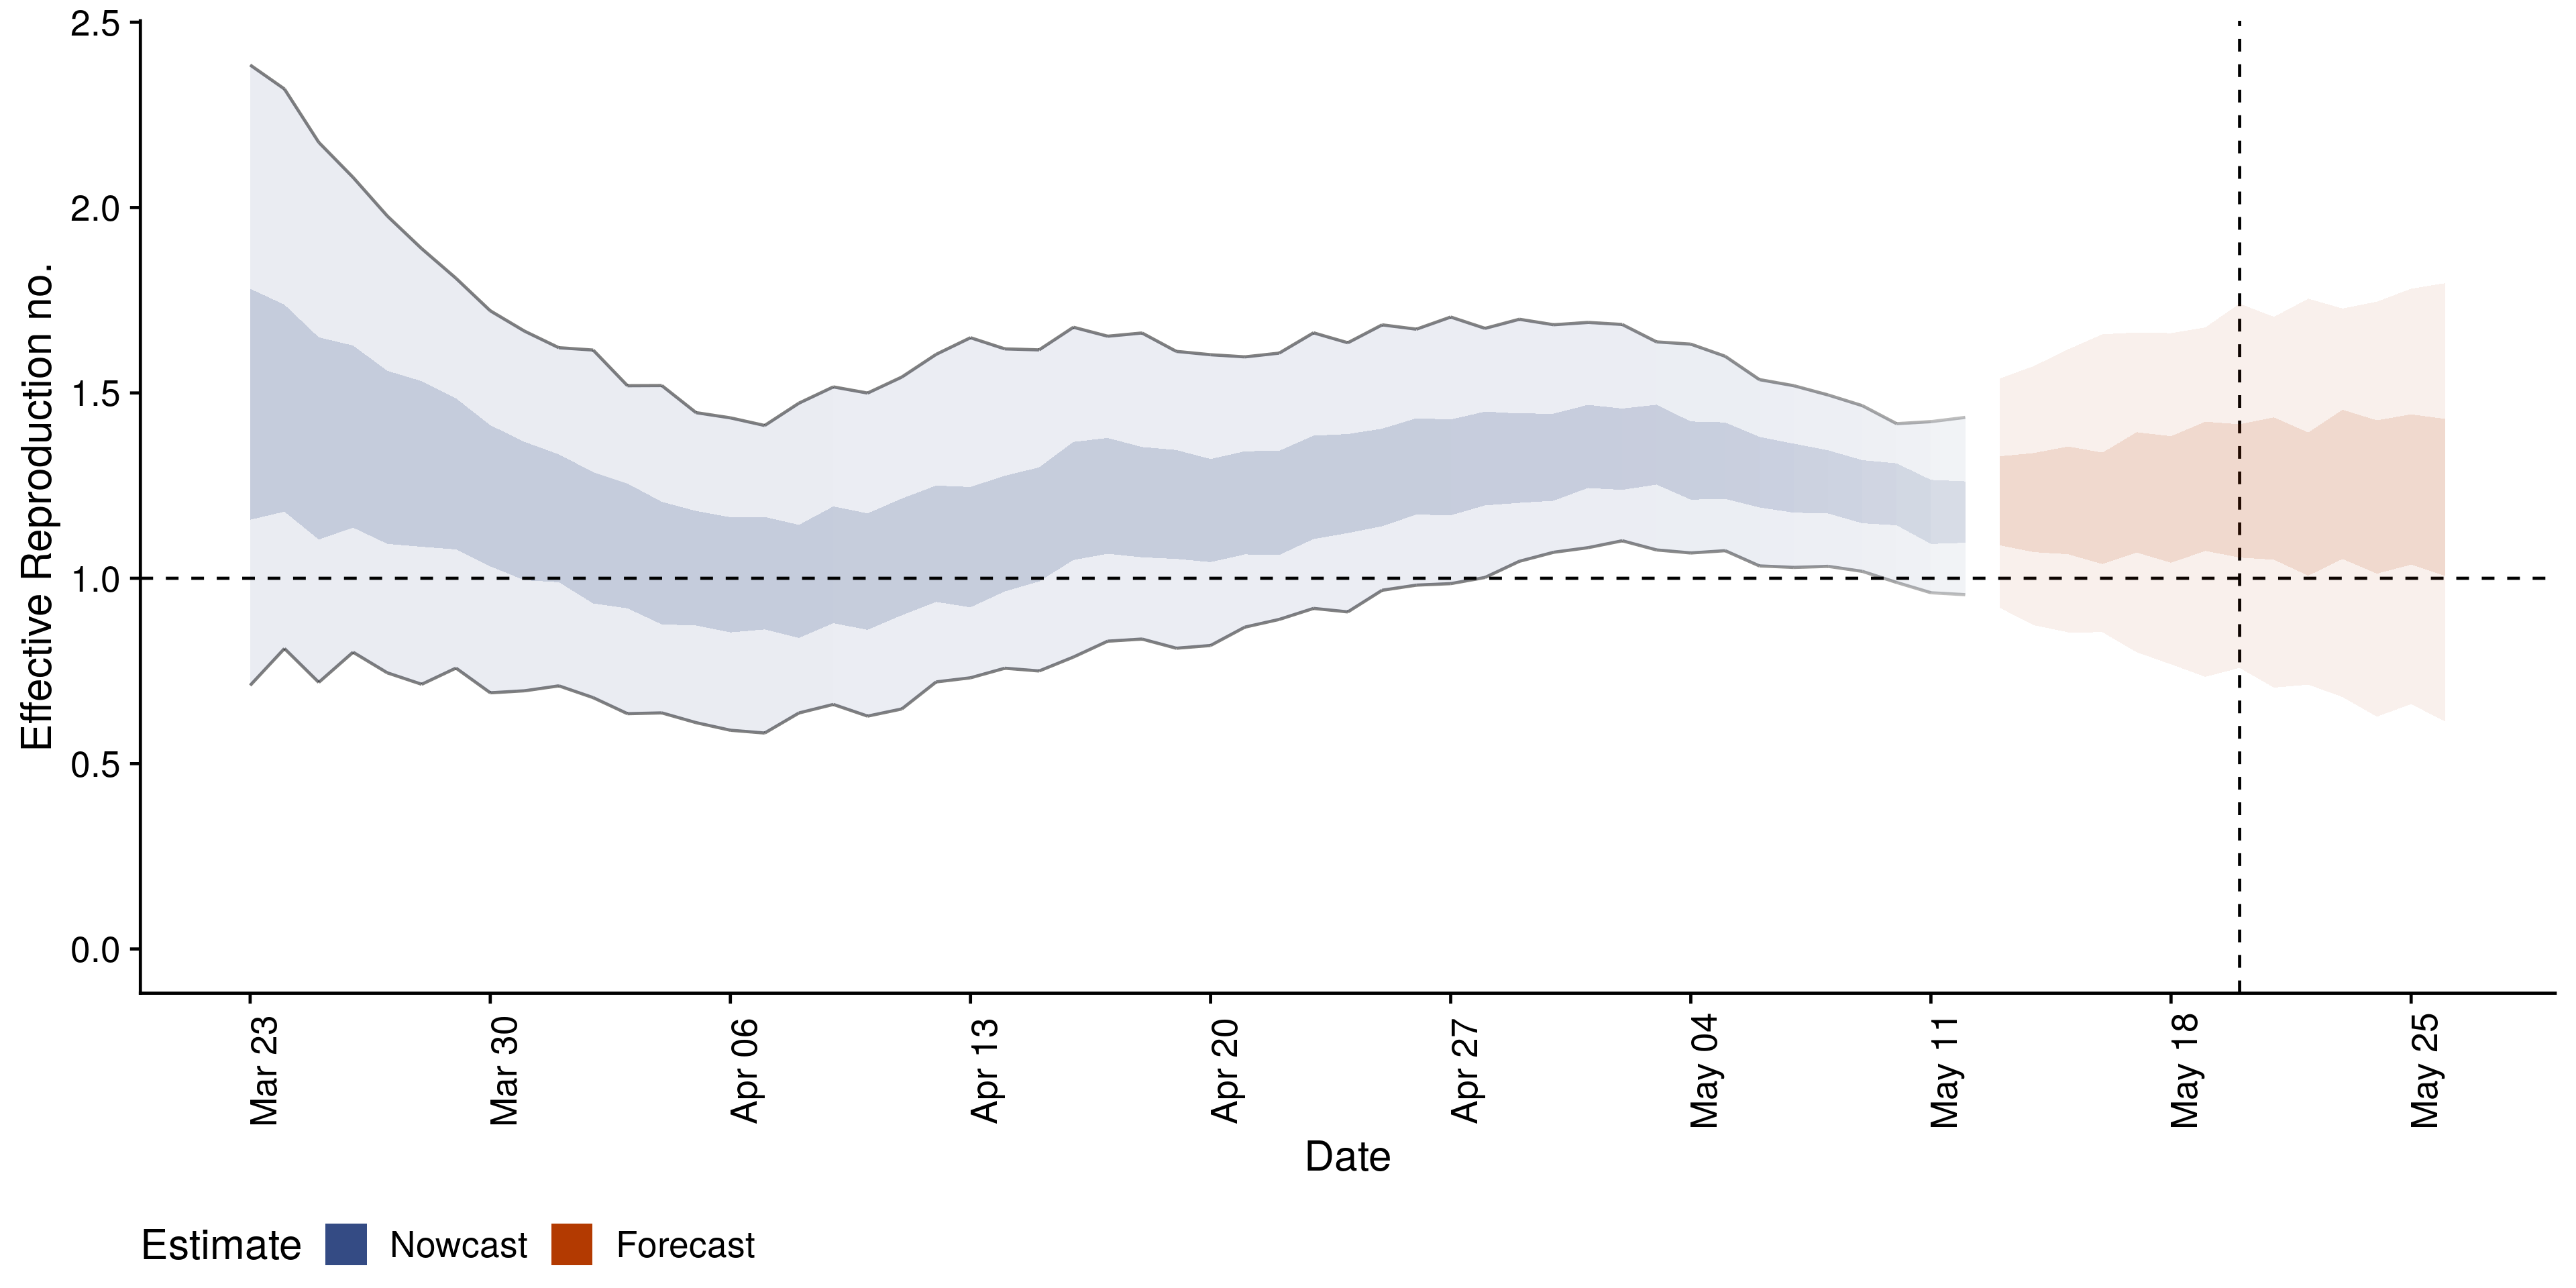 Effective Reproduction no.
2.5
2.0
1.5
1.0
0.5
0.0
Mar 23
Mar 30
Apr 06
Apr 13
Apr 20
Apr 27
May 04
May 11
May 18
May 25
Date
Estimate Nowcast Forecast